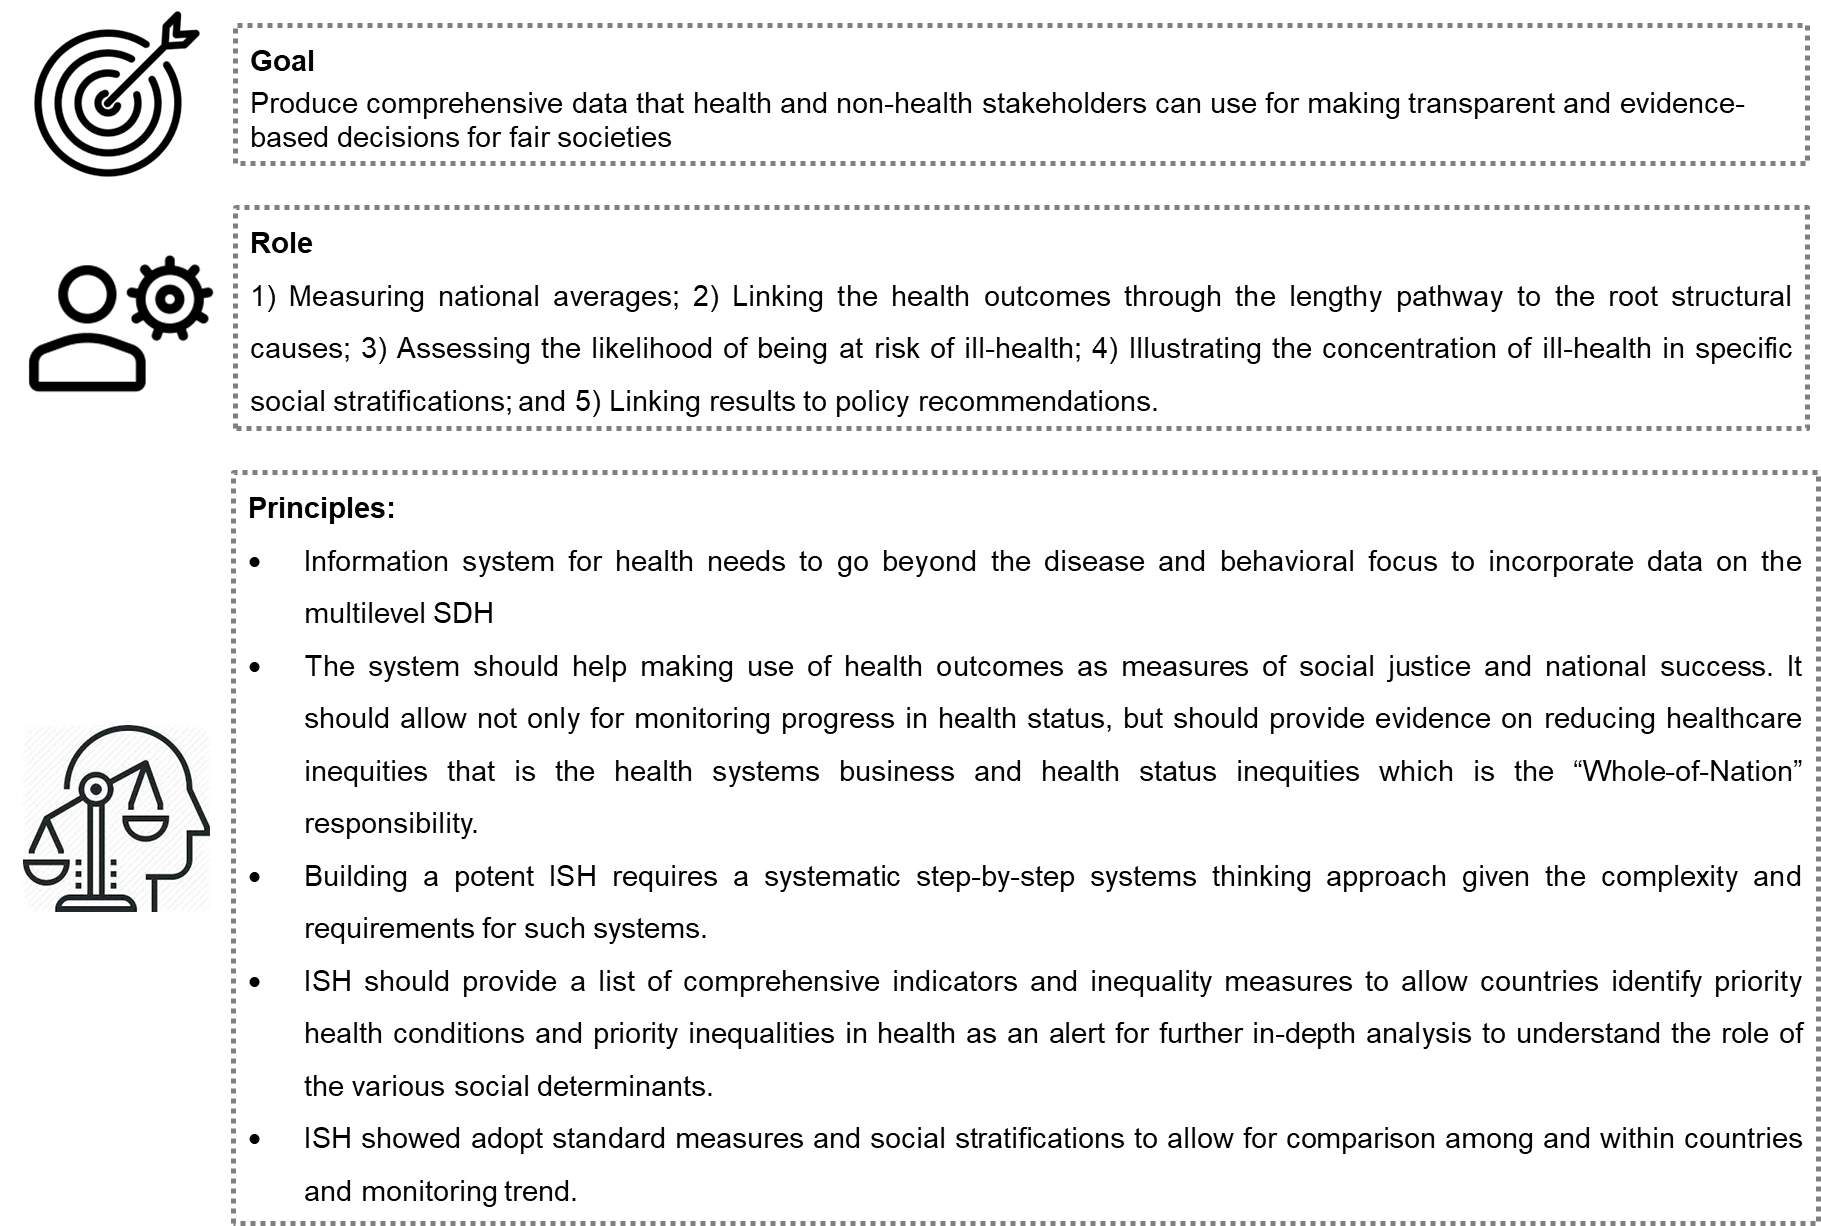 Goal
Produce comprehensive data that health and non-health stakeholders can use for making transparent and evidence-
based decisions for fair societies
Role
1) Measuring national averages; 2) Linking the health outcomes through the lengthy pathway to the root structural
causes; 3) Assessing the likelihood of being at risk of ill-health; 4) Illustrating the concentration of ill-health in specific
social stratifications; and 5) Linking results to policy recommendations.
Principles:
• Information system for health needs to go beyond the disease and behavioral focus to incorporate data on the
multilevel SDH
• The system should help making use of health outcomes as measures of social justice and national success. It
should allow not only for monitoring progress in health status, but should provide evidence on reducing healthcare
inequities that is the health systems business and health status inequities which is the “Whole-of-Nation”
responsibility.
• Building a potent ISH requires a systematic step-by-step systems thinking approach given the complexity and
requirements for such systems.
• ISH should provide a list of comprehensive indicators and inequality measures to allow countries identify priority
health conditions and priority inequalities in health as an alert for further in-depth analysis to understand the role of
the various social determinants.
• ISH showed adopt standard measures and social stratifications to allow for comparison among and within countries
and monitoring trend.